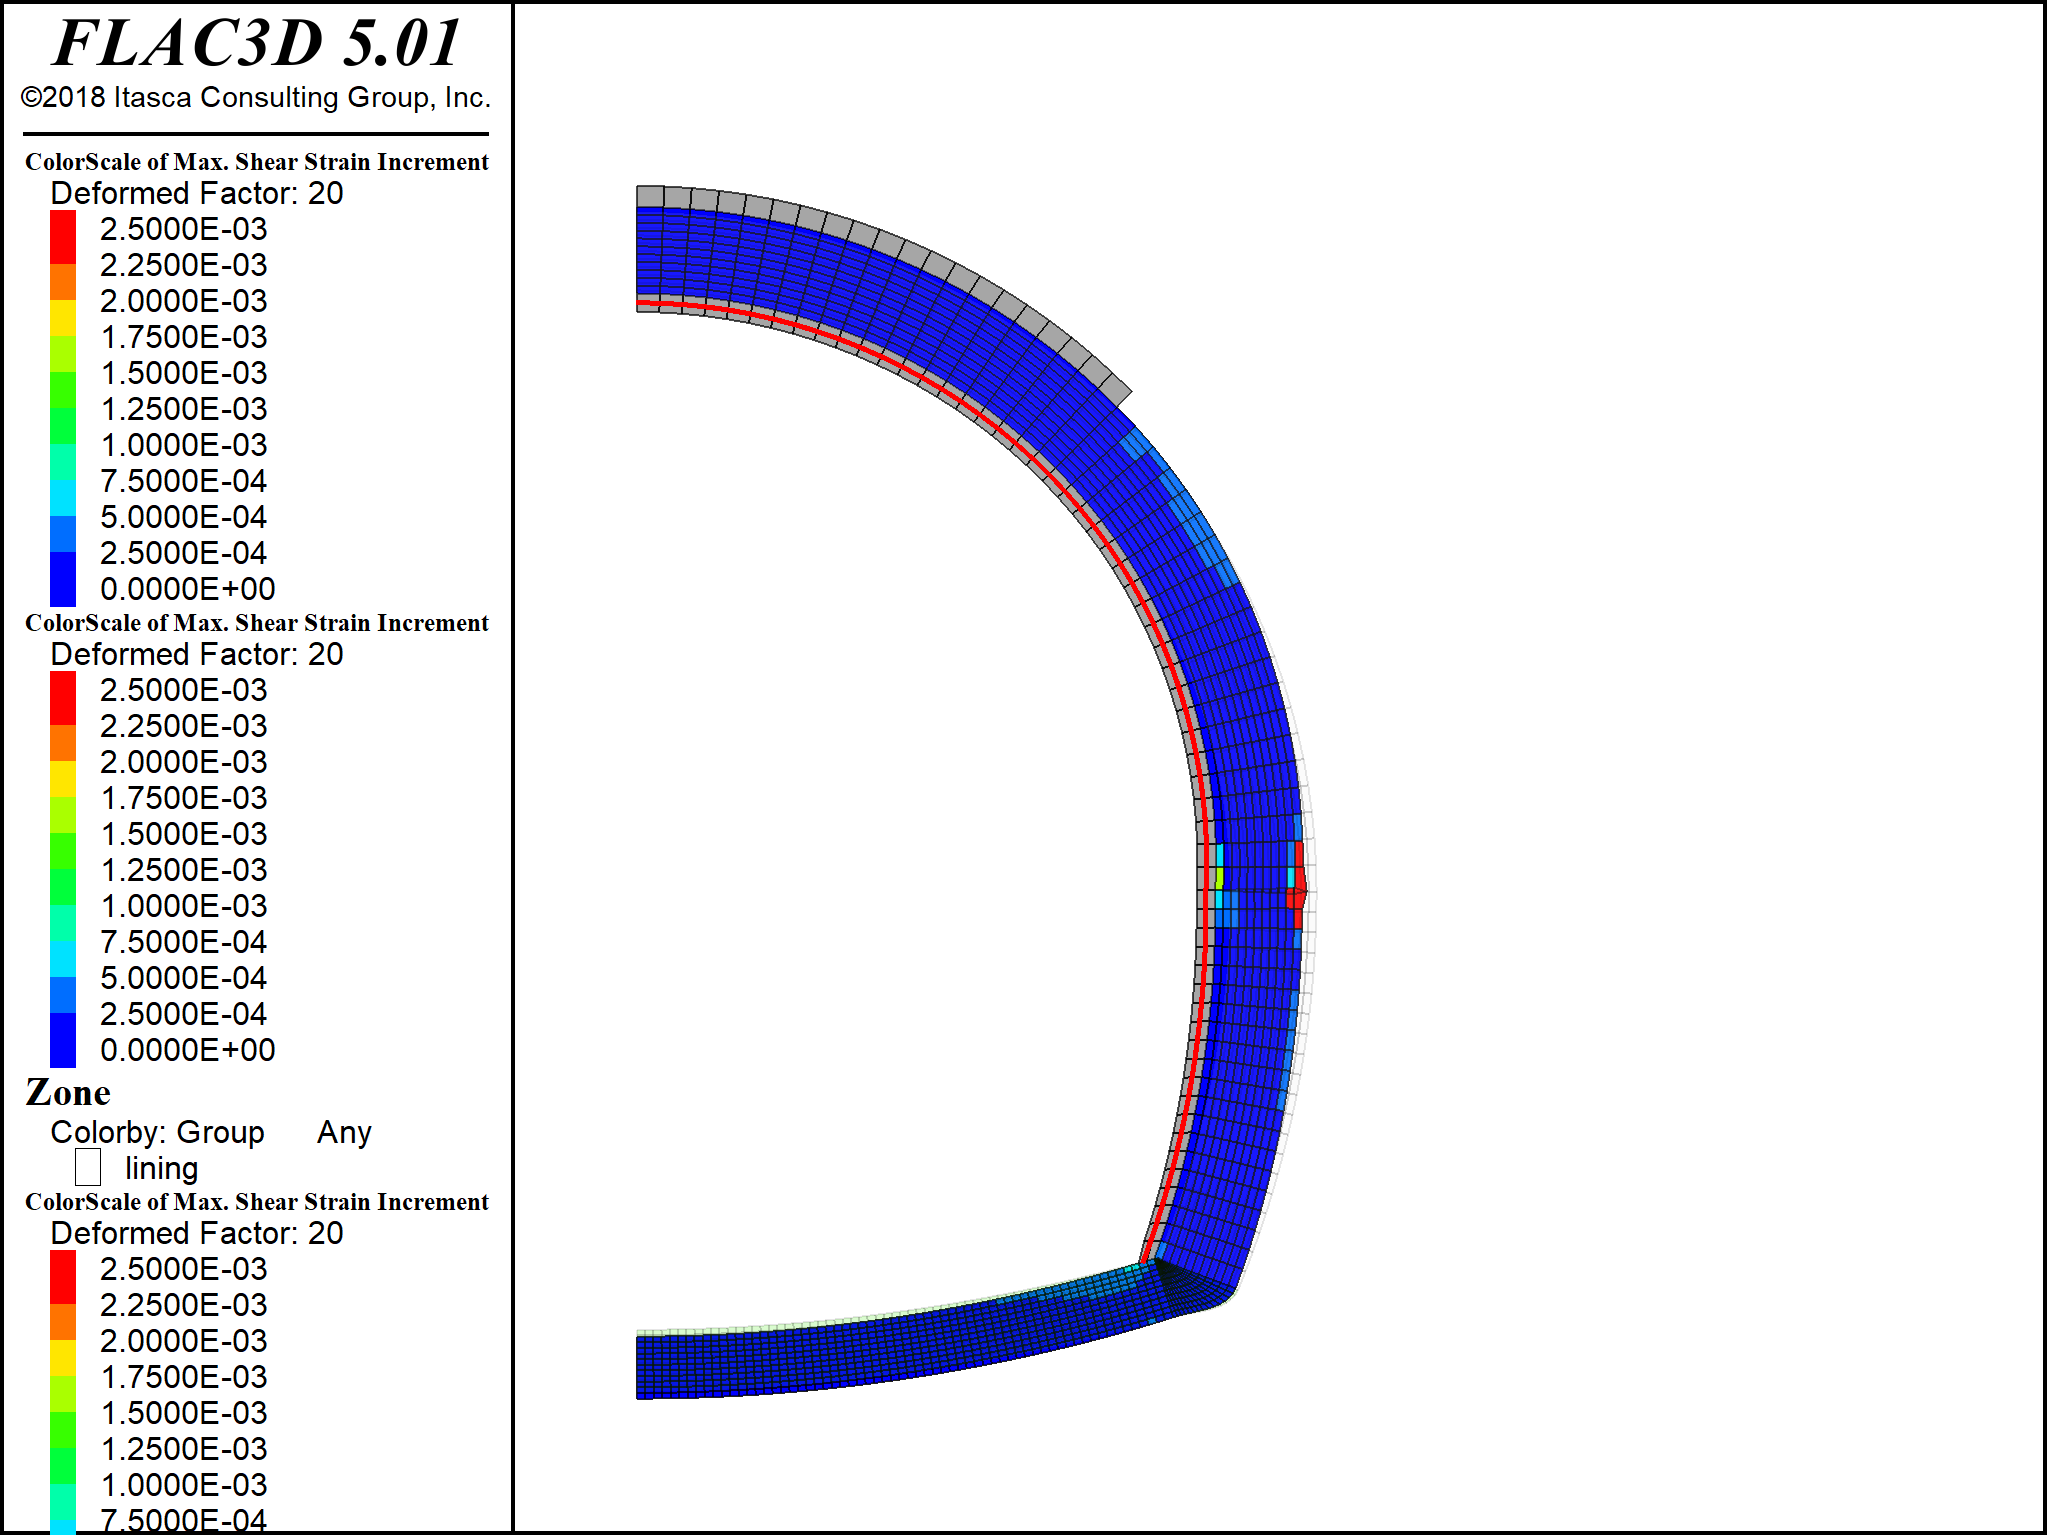 FLAC3D 5.01
©2018 Itasca Consulting Group, Inc.
ColorScale of Max. Shear Strain Increment
Deformed Factor: 20
2.5000E-03
2.2500E-03
2.0000E-03
1.7500E-03
1.5000E-03
1.2500E-03
1.0000E-03
7.5000E-04
5.0000E-04
2.5000E-04
0.0000E+00
ColorScale of Max. Shear Strain Increment
Deformed Factor: 20
2.5000E-03
2.2500E-03
2.0000E-03
1.7500E-03
1.5000E-03
1.2500E-03
1.0000E-03
7.5000E-04
5.0000E-04
2.5000E-04
0.0000E+00
Zone
Colorby: Group Any
lining
ColorScale of Max. Shear Strain Increment
Deformed Factor: 20
2.5000E-03
2.2500E-03
2.0000E-03
1.7500E-03
1.5000E-03
1.2500E-03
1.0000E-03
7.5000E-04